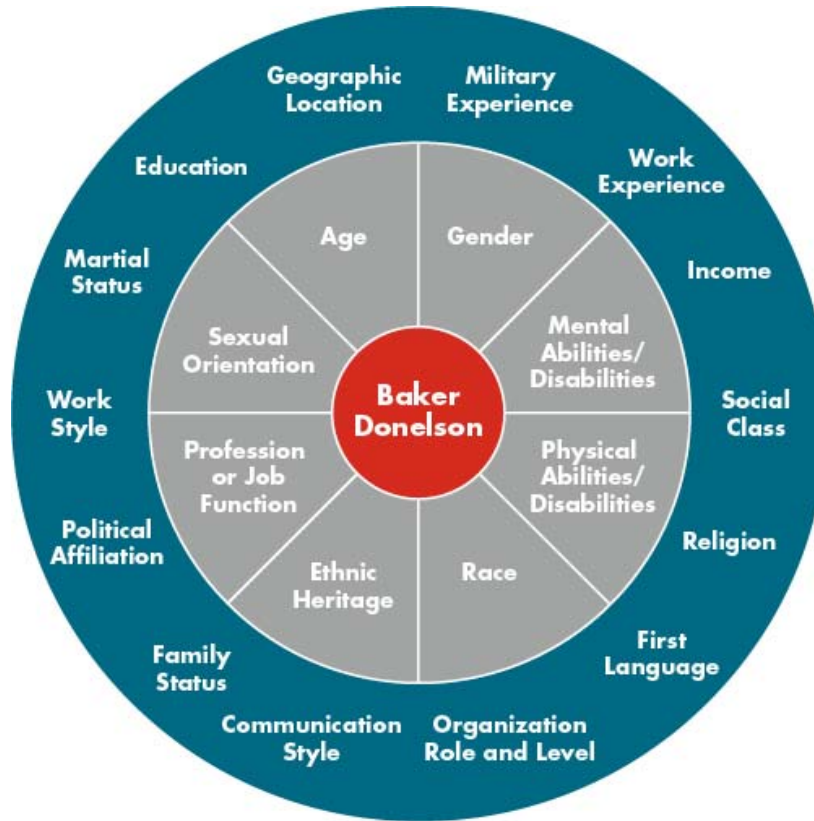 Geographic
Location
Military
Experience
Education
Work
Experience
Martial
Status
Income
Work
Style
Social
Class
Political
Affiliation
Religion
Family
Status
First
Language
Communication
Style
Organization
Role and Level
Age
Gender
Sexual
Orientation
Mental
Abilities/
Disabilities
Profession
or Job
Function
Physical
Abilities/
Disabilities
Ethnic
Heritage
Race
Baker
Donelson